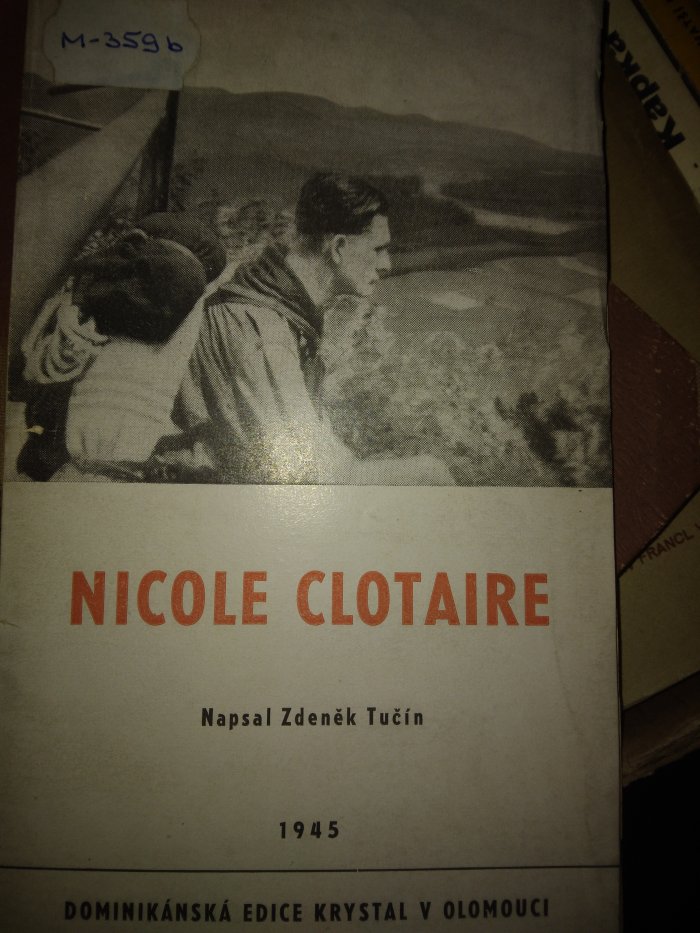 M-359b
Kapka
NICOLE CLOTAIRE
Napsal Zdeněk Tučín
1945
DOMINIKÁNSKÁ EDICE KRYSTAL V OLOMOUCI
FRANCL